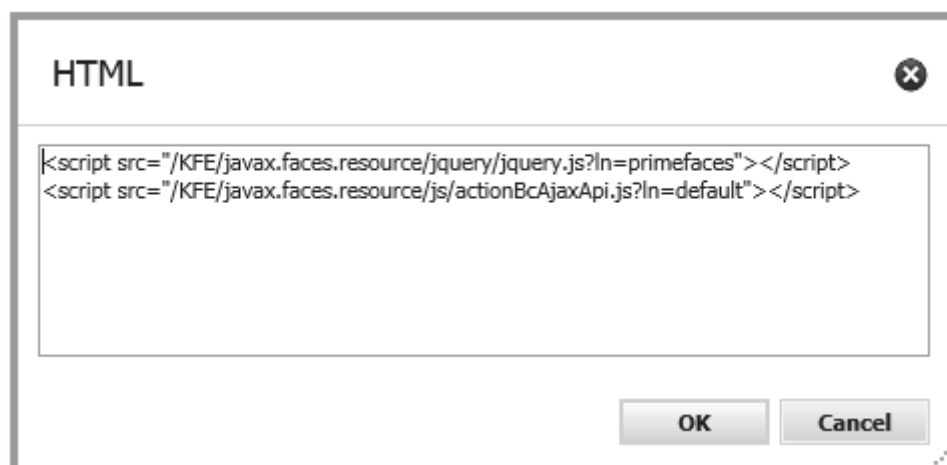 HTML
<script src="/KFE/javax.faces.resource/jquery/jquery.js?ln=primefaces"></script>
<script src="/KFE/javax.faces.resource/js/actionBcAjaxApi.js?ln=default"></script>
OK
Cancel